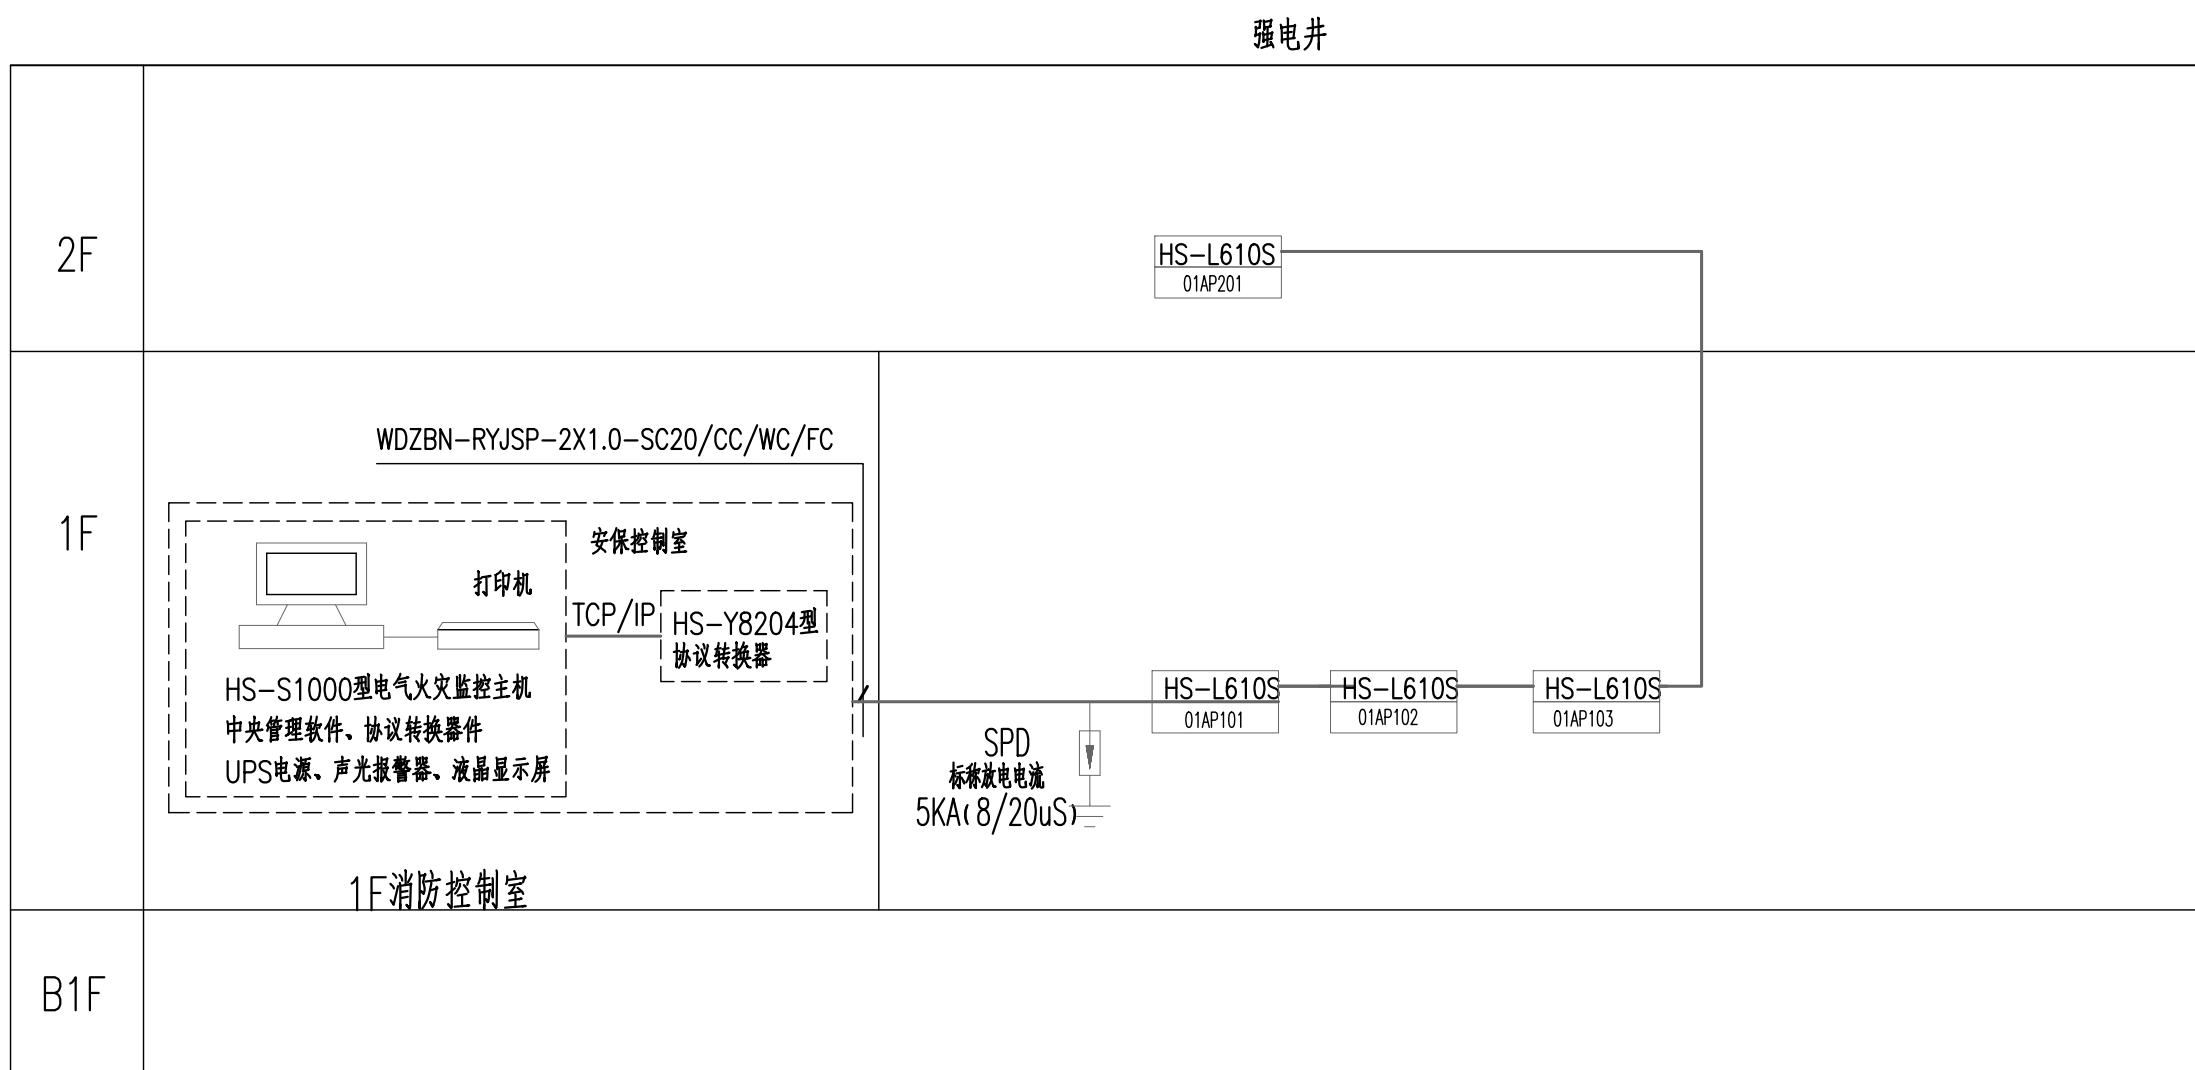 强电井
2F
HS-L610S
01AP201
1F
WDZBN-RYJSP-2X1.0-SC20/CC/WC/FC
安保控制室
打印机
TCP/IP
HS-Y8204型
协议转换器
HS-S1000型电气火灾监控主机
中央管理软件、协议转换器件
UPS电源、声光报警器、液晶显示屏
HS-L610S
01AP101
HS-L610S
01AP102
HS-L610S
01AP103
SPD
标称放电电流
5KA(8/20uS)
1F消防控制室
B1F